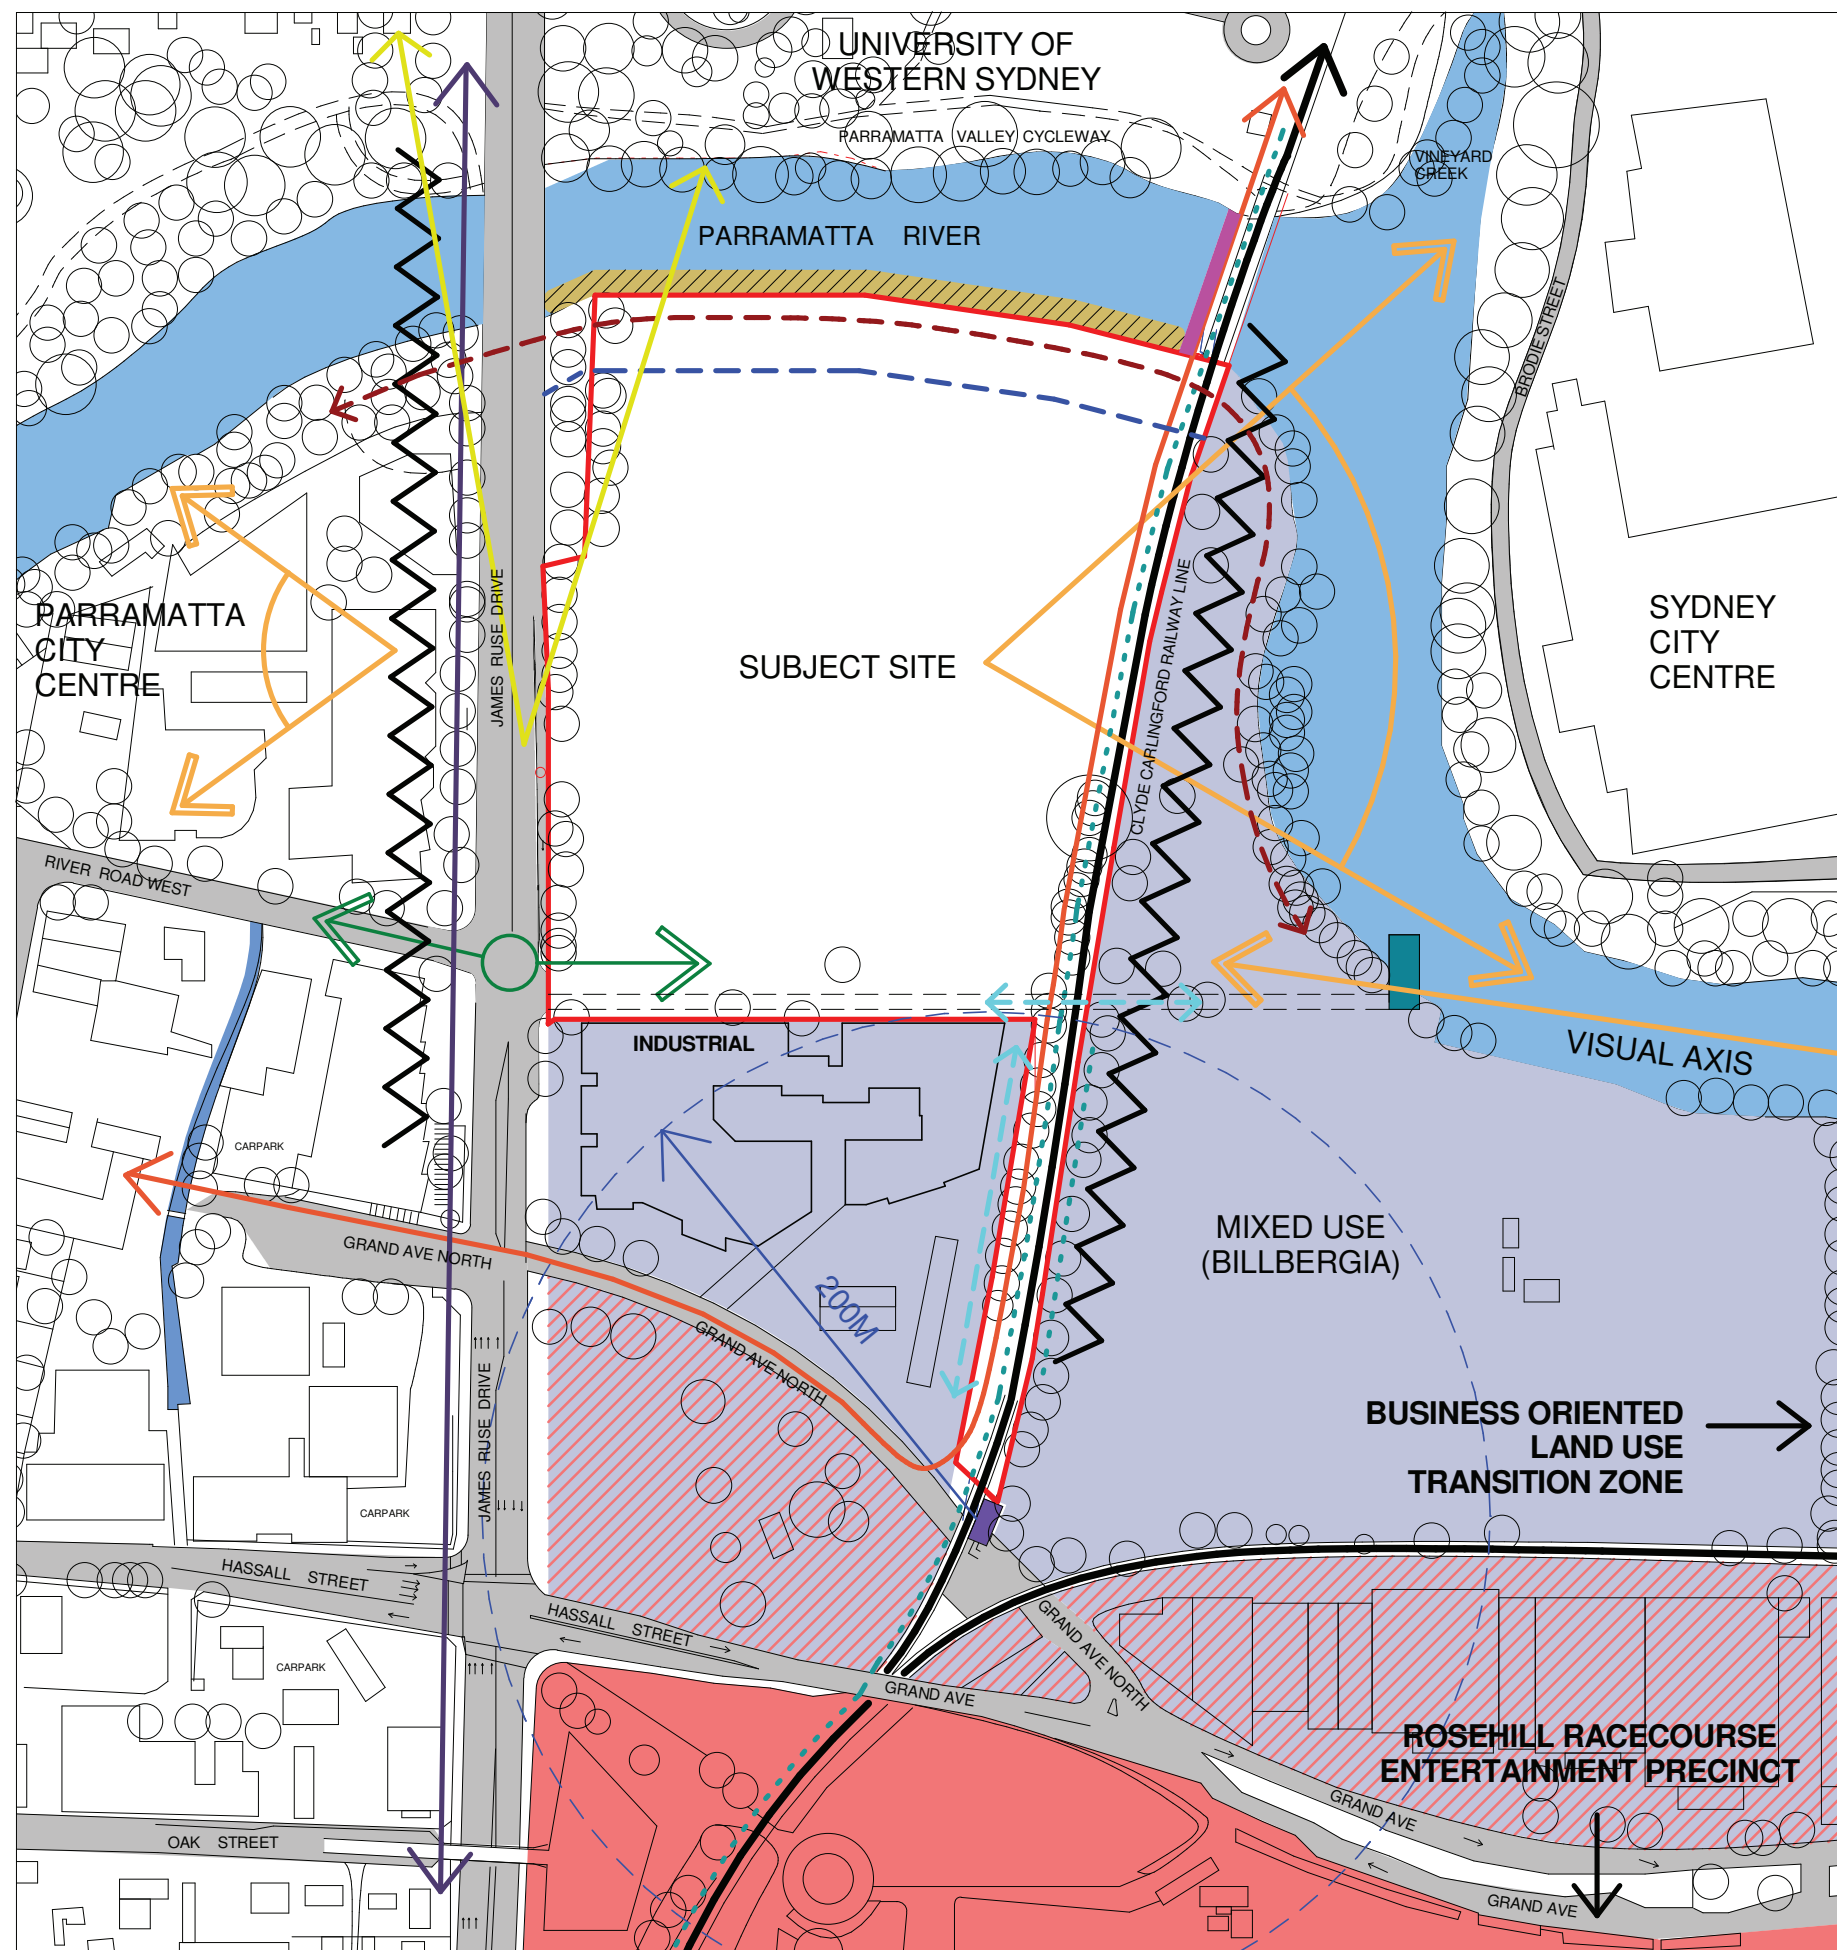 UNIVERSITY OF
WESTERN SYDNEY
PARRAMATTA VALLEY CYCLEWAY
VINEYARD
CREEK
PARRAMATTA RIVER
BRODIE STREET
JAMES RUSE DRIVE
CLYDE CARLINGFORD RAILWAY LINE
PARRAMATTA
CITY
CENTRE
SUBJECT SITE
SYDNEY
CITY
CENTRE
RIVER ROAD WEST
INDUSTRIAL
VISUAL AXIS
CARPARK
GRAND AVE NORTH
MIXED USE
(BILLBERGIA)
200M
GRAND AVE NORTH
JAMES RUSE DRIVE
BUSINESS ORIENTED
LAND USE
TRANSITION ZONE
CARPARK
HASSALL STREET
HASSALL STREET
GRAND AVE NORTH
CARPARK
GRAND AVE
ROSEHILL RACECOURSE
ENTERTAINMENT PRECINCT
GRAND AVE
OAK STREET
GRAND AVE